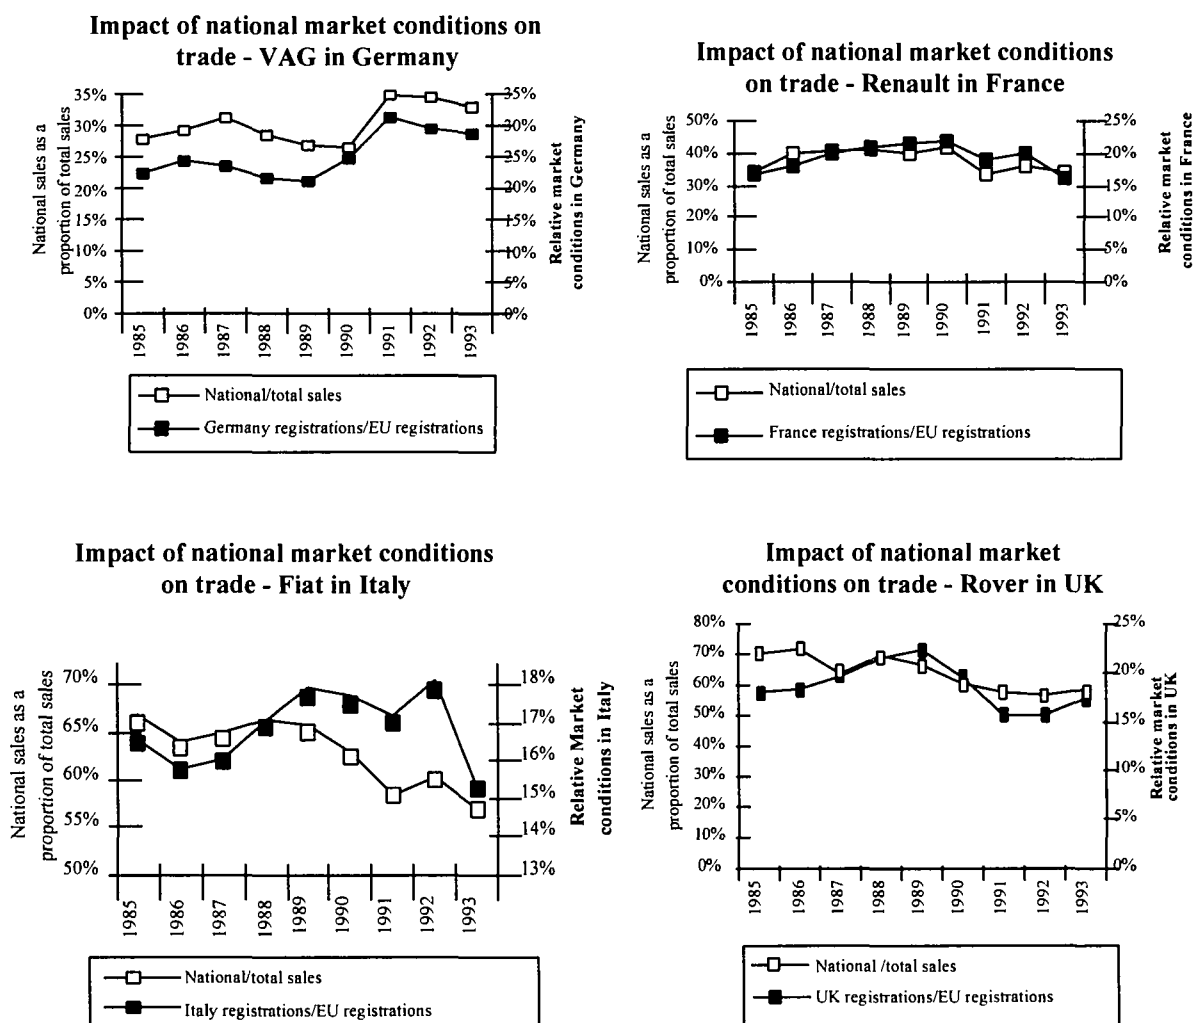 Impact of national market conditions on
trade - VAG in Germany
35%
30%
25%
20%
15%
10%
5%
0%
National sales as a
proportion of total sales
35%
30%
25%
20%
15%
10%
5%
0%
Relative market
conditions in Germany
1985
1986
1987
1988
1989
1990
1991
1992
1993
National/total sales
Germany registrations/EU registrations
Impact of national market conditions
on trade - Renault in France
50%
40%
30%
20%
10%
0%
National sales as a
proportion of total sales
25%
20%
15%
10%
5%
0%
Relative market
conditions in France
1985
1986
1987
1988
1989
1990
1991
1992
1993
National/total sales
France registrations/EU registrations
Impact of national market conditions
on trade - Fiat in Italy
70%
65%
60%
55%
50%
National sales as a
proportion of total sales
18%
17%
16%
15%
14%
13%
Relative Market
conditions in Italy
1985
1986
1987
1988
1989
1990
1991
1992
1993
National/total sales
Italy registrations/EU registrations
Impact of national market
conditions on trade - Rover in UK
80%
70%
60%
50%
40%
30%
20%
10%
0%
National sales as a
proportion of total sales
25%
20%
15%
10%
5%
0%
Relative market
conditions in UK
1985
1986
1987
1988
1989
1990
1991
1992
1993
National /total sales
UK registrations/EU registrations